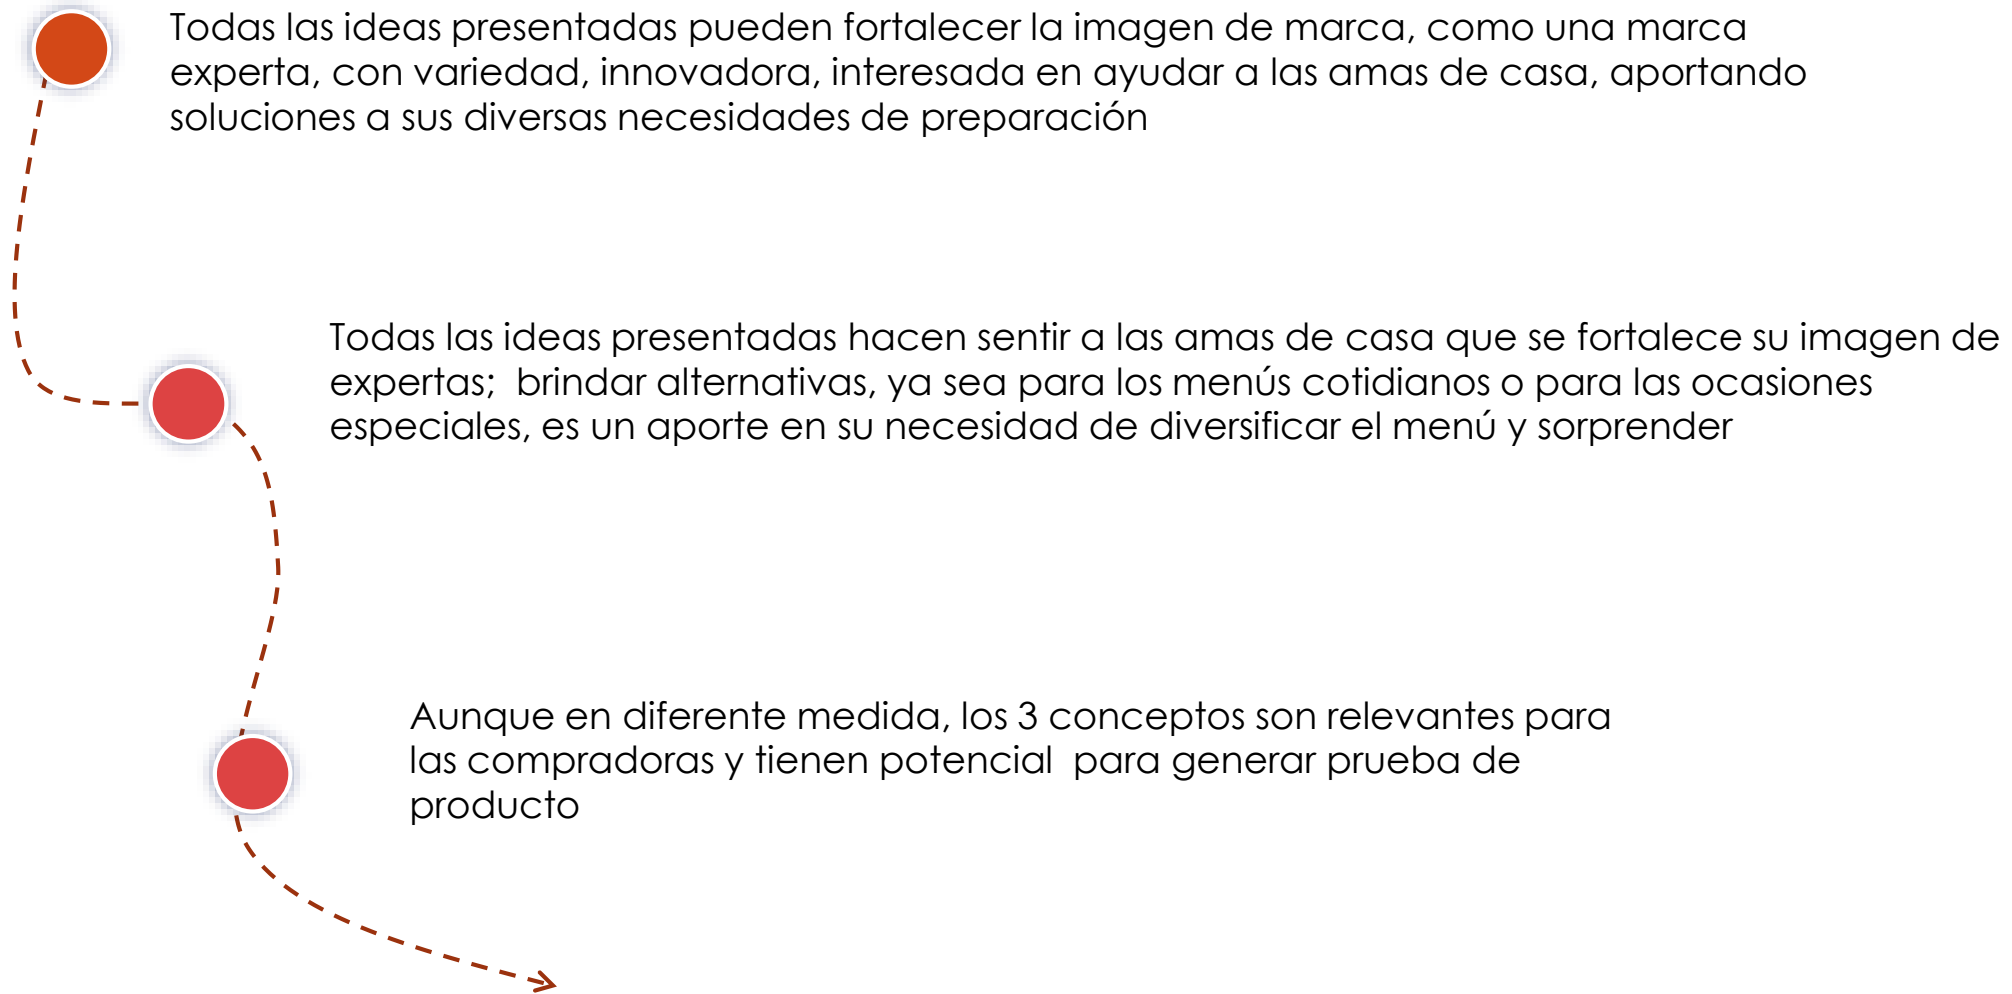 Todas las ideas presentadas pueden fortalecer la imagen de marca, como una marca
experta, con variedad, innovadora, interesada en ayudar a las amas de casa, aportando
soluciones a sus diversas necesidades de preparación
Todas las ideas presentadas hacen sentir a las amas de casa que se fortalece su imagen de
expertas;  brindar alternativas, ya sea para los menús cotidianos o para las ocasiones
especiales, es un aporte en su necesidad de diversificar el menú y sorprender
Aunque en diferente medida, los 3 conceptos son relevantes para
las compradoras y tienen potencial  para generar prueba de
producto